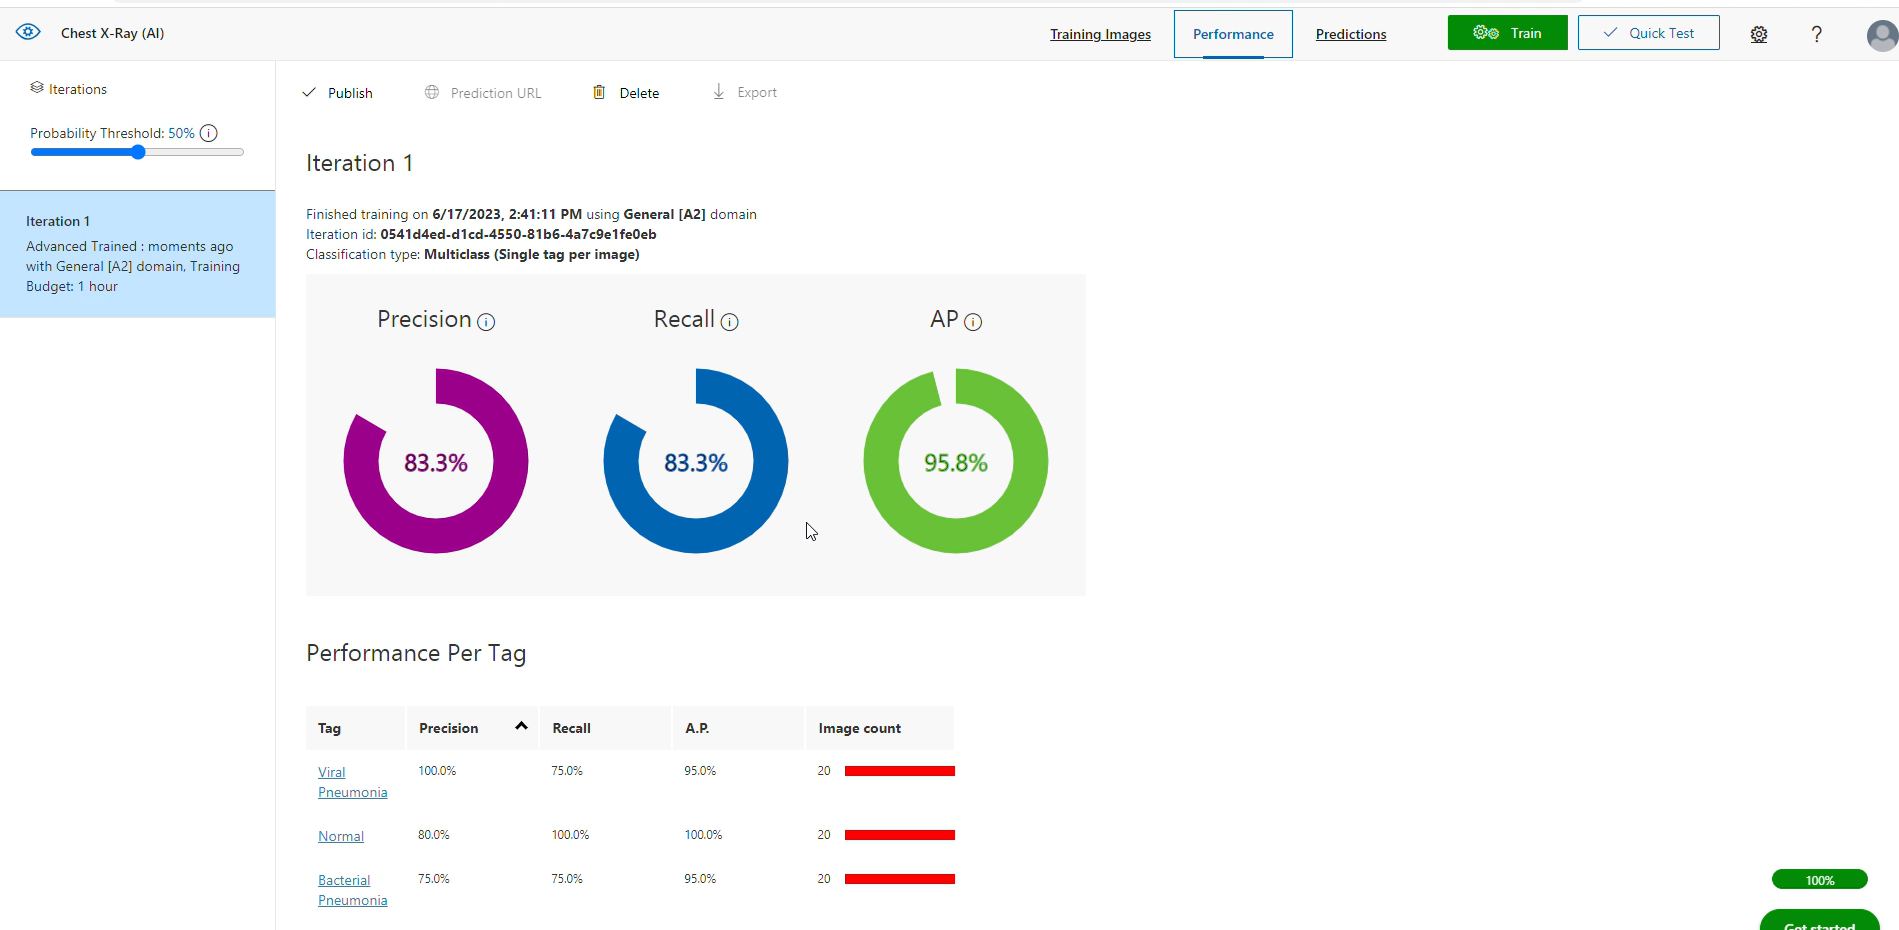 Chest X-Ray (AI)
Training Images
Performance
Predictions
Train
Quick Test
?
Iterations
Probability Threshold: 50%
Iteration 1
Advanced Trained : moments ago
with General [A2] domain, Training
Budget: 1 hour
Publish
Prediction URL
Delete
Export
Iteration 1
Finished training on 6/17/2023, 2:41:11 PM using General [A2] domain
Iteration id: 0541d4ed-d1cd-4550-81b6-4a7c9e1fe0eb
Classification type: Multiclass (Single tag per image)
Precision
Recall
AP
83.3%
83.3%
95.8%
Performance Per Tag
Tag Precision Recall A.P. Image count
Viral 100.0% 75.0% 95.0% 20
Pneumonia
Normal 80.0% 100.0% 100.0% 20
Bacterial 75.0% 75.0% 95.0% 20
Pneumonia
100%
Get started